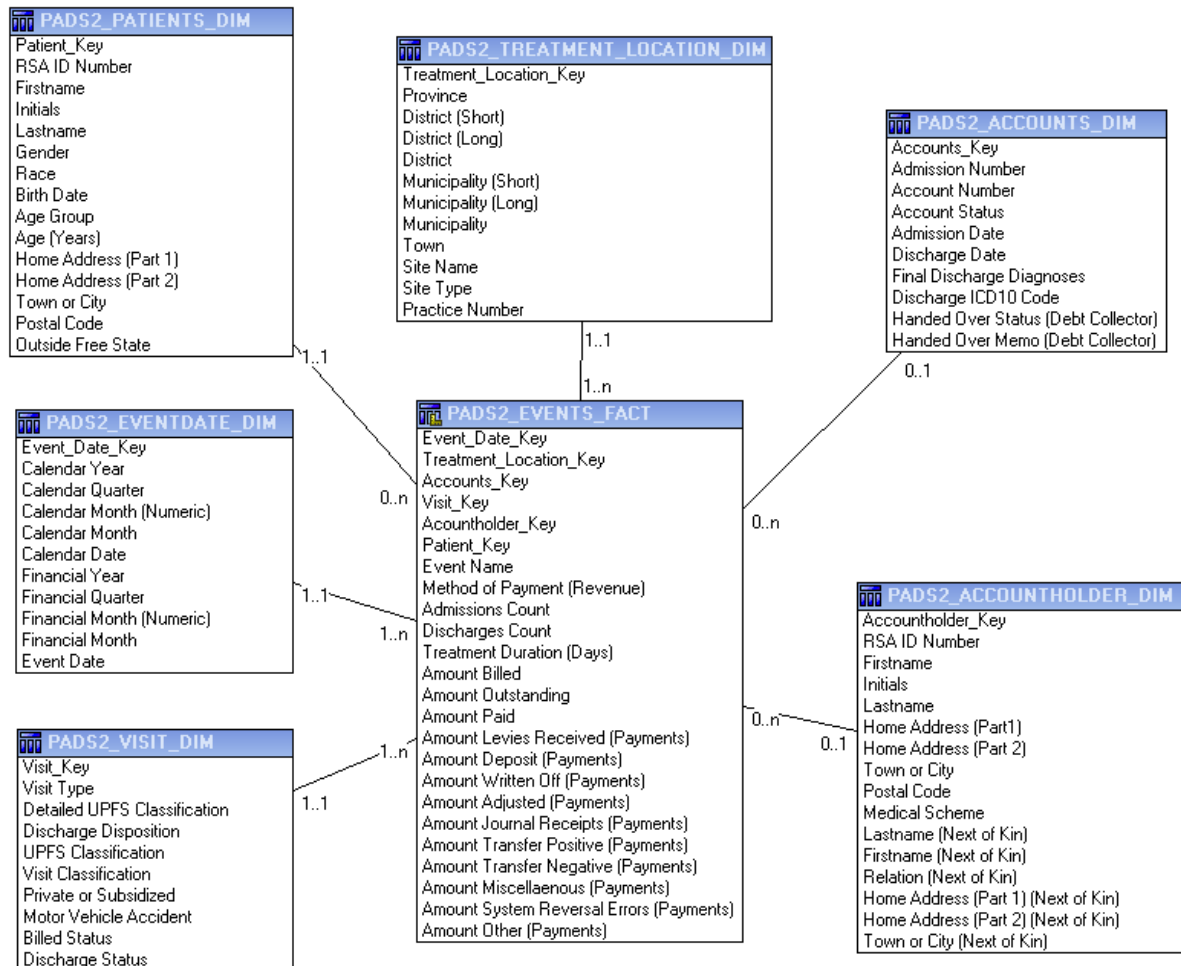 PADS2_PATIENTS_DIM
Patient_Key
RSA ID Number
Firstname
Initials
Lastname
Gender
Race
Birth Date
Age Group
Age (Years)
Home Address (Part 1)
Home Address (Part 2)
Town or City
Postal Code
Outside Free State
1..1
0..n
PADS2_TREATMENT_LOCATION_DIM
Treatment_Location_Key
Province
District (Short)
District (Long)
District
Municipality (Short)
Municipality (Long)
Municipality
Town
Site Name
Site Type
Practice Number
1..1
1..n
PADS2_ACCOUNTS_DIM
Accounts_Key
Admission Number
Account Number
Account Status
Admission Date
Discharge Date
Final Discharge Diagnoses
Discharge ICD10 Code
Handed Over Status (Debt Collector)
Handed Over Memo (Debt Collector)
0..1
0..n
PADS2_EVENTDATE_DIM
Event_Date_Key
Calendar Year
Calendar Quarter
Calendar Month (Numeric)
Calendar Month
Calendar Date
Financial Year
Financial Quarter
Financial Month (Numeric)
Financial Month
Event Date
1..1
1..n
PADS2_EVENTS_FACT
Event_Date_Key
Treatment_Location_Key
Accounts_Key
Visit_Key
Acountholder_Key
Patient_Key
Event Name
Method of Payment (Revenue)
Admissions Count
Discharges Count
Treatment Duration (Days)
Amount Billed
Amount Outstanding
Amount Paid
Amount Levies Received (Payments)
Amount Deposit (Payments)
Amount Written Off (Payments)
Amount Adjusted (Payments)
Amount Journal Receipts (Payments)
Amount Transfer Positive (Payments)
Amount Transfer Negative (Payments)
Amount Miscellaenous (Payments)
Amount System Reversal Errors (Payments)
Amount Other (Payments)
PADS2_ACCOUNTHOLDER_DIM
Accountholder_Key
RSA ID Number
Firstname
Initials
Lastname
Home Address (Part1)
Home Address (Part 2)
Town or City
Postal Code
Medical Scheme
Lastname (Next of Kin)
Firstname (Next of Kin)
Relation (Next of Kin)
Home Address (Part 1) (Next of Kin)
Home Address (Part 2) (Next of Kin)
Town or City (Next of Kin)
0..n
0..1
PADS2_VISIT_DIM
Visit_Key
Visit Type
Detailed UPFS Classification
Discharge Disposition
UPFS Classification
Visit Classification
Private or Subsidized
Motor Vehicle Accident
Billed Status
Discharge Status
1..n
1..1